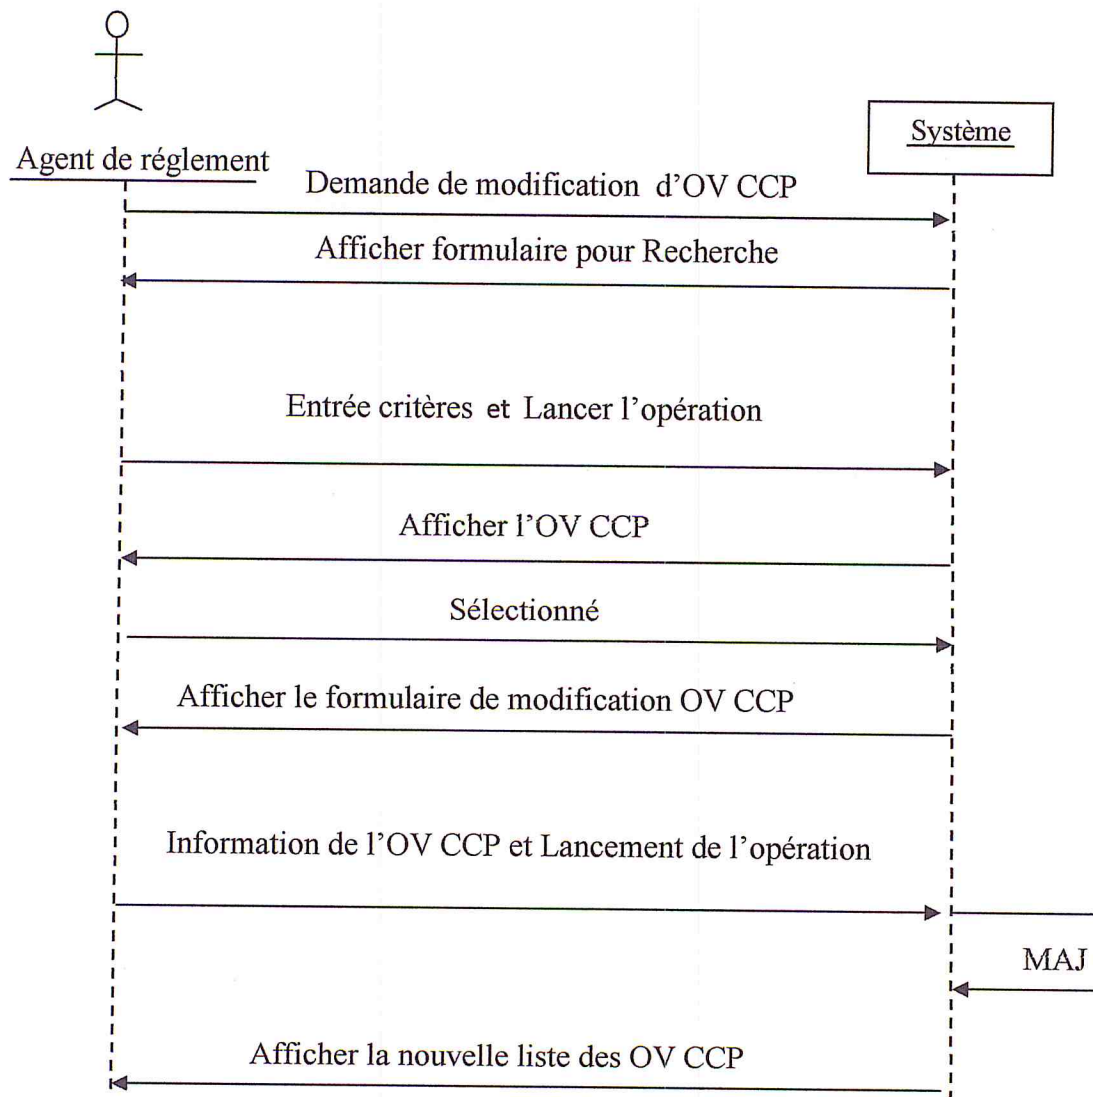 Système
Agent de réglement
Demande de modification d'OV CCP
Afficher formulaire pour Recherche
Entrée critères et Lancer l'opération
Afficher l'OV CCP
Sélectionné
Afficher le formulaire de modification OV CCP
Information de l'OV CCP et Lancement de l'opération
MAJ
Afficher la nouvelle liste des OV CCP